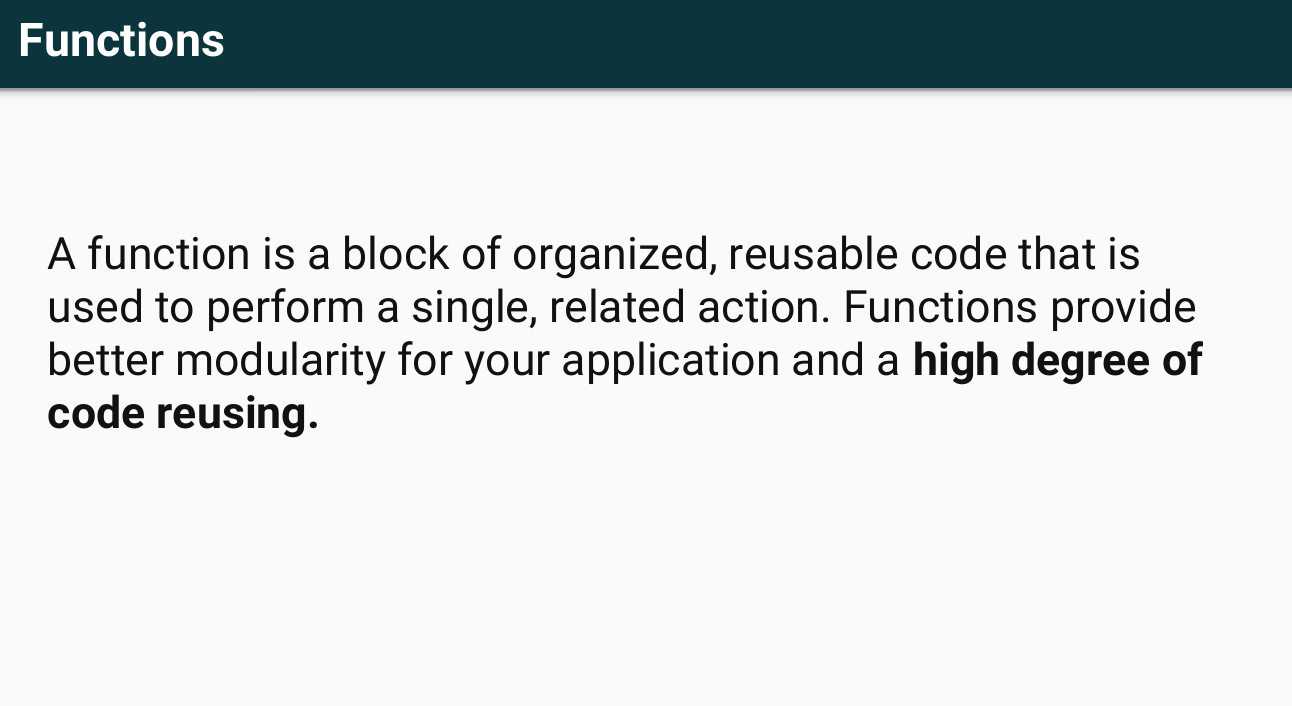 Functions
A function is a block of organized, reusable code that is
used to perform a single, related action. Functions provide
better modularity for your application and a high degree of
code reusing.